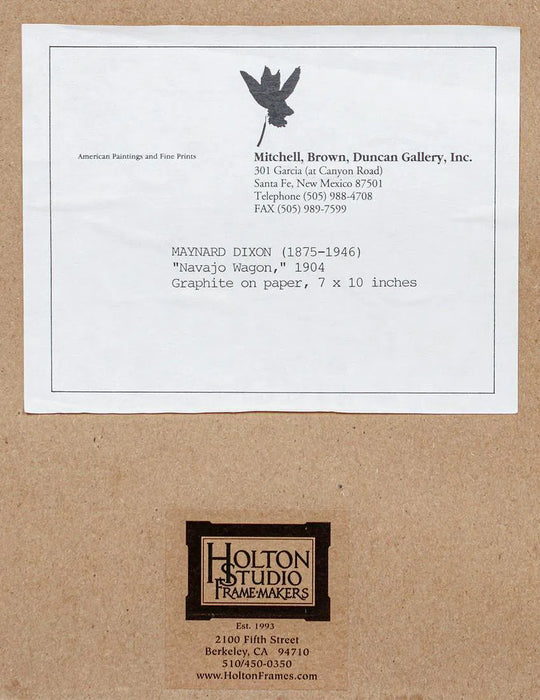 American Paintings and Fine Prints
Mitchell, Brown, Duncan Gallery, Inc.
301 Garcia (at Canyon Road)
Santa Fe, New Mexico 87501
Telephone (505) 988-4708
FAX (505) 989-7599
MAYNARD DIXON (1875-1946)
"Navajo Wagon," 1904
Graphite on paper, 7 x 10 inches
HOLTON
STUDIO
FRAME·MAKERS
Est. 1993
2100 Fifth Street
Berkeley, CA 94710
510/450-0350
www.HoltonFrames.com